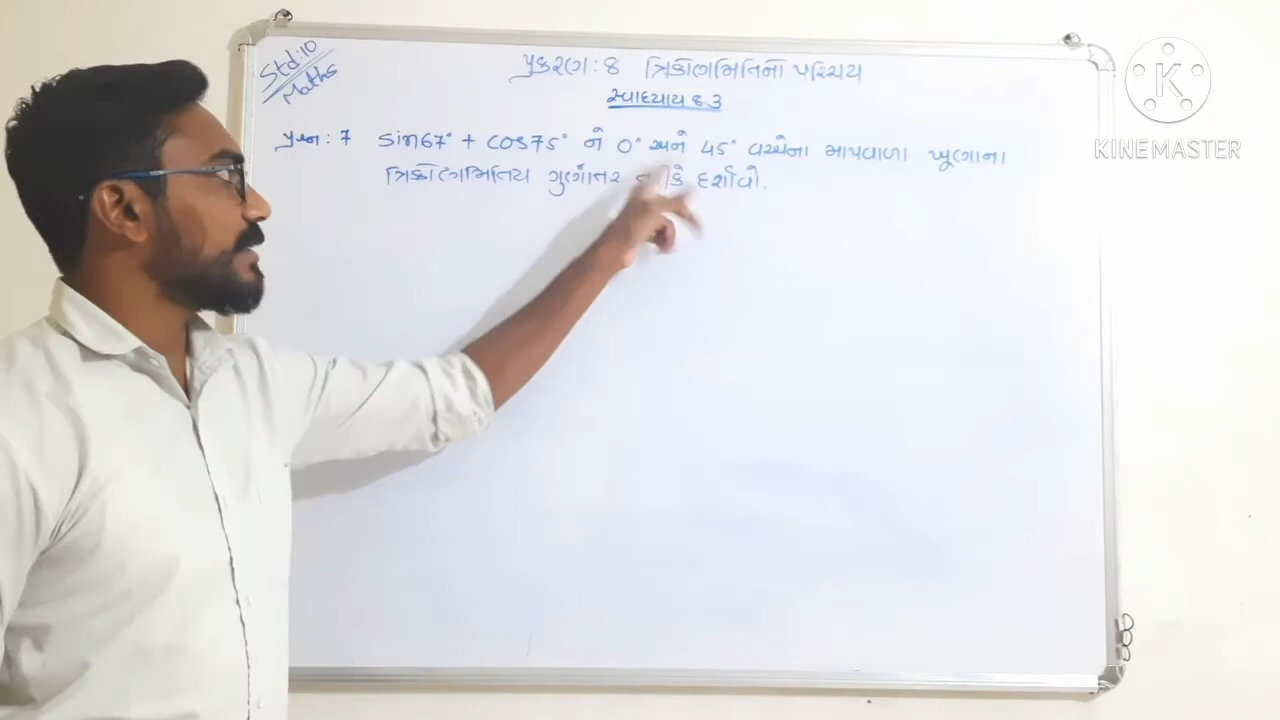 Std:10
Maths
પ્રકરણ : 8 ત્રિકોણમિતિનો પરિચય
સ્વાધ્યાય 8.3
પ્રશ્ન : 7 sin67° + cos75° ને 0° અને 45° વચ્ચેના માપવાળા ખૂણાના
ત્રિકોણમિતિય ગુણોત્તર દર્શાવો.
K
KINEMASTER